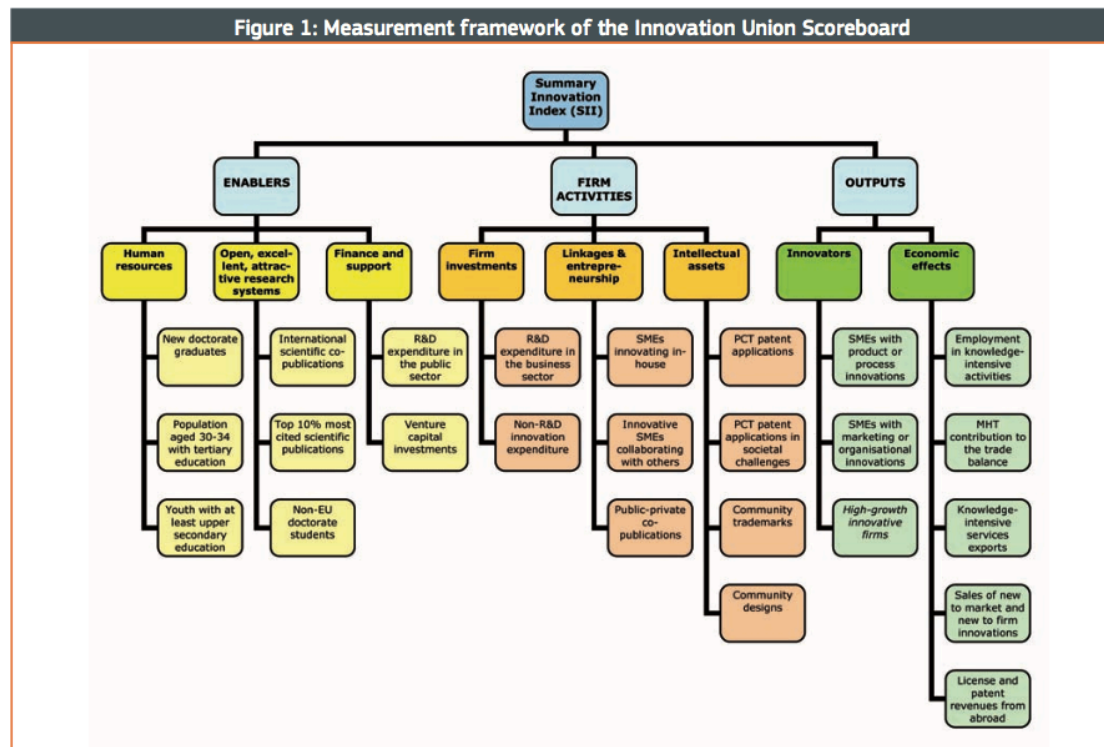 Figure 1: Measurement framework of the Innovation Union Scoreboard
Summary
Innovation
Index (SII)
ENABLERS
FIRM
ACTIVITIES
OUTPUTS
Human
resources
Open, excel-
lent, attrac-
tive research
systems
Finance and
support
Firm
investments
Linkages &
entrepre-
neurship
Intellectual
assets
Innovators
Economic
effects
New doctorate
graduates
International
scientific co-
publications
R&D
expenditure in
the public
sector
R&D
expenditure in
the business
sector
SMEs
innovating in-
house
PCT patent
applications
SMEs with
product or
process
innovations
Employment
in knowledge-
intensive
activities
Population
aged 30-34
with tertiary
education
Top 10% most
cited scientific
publications
Venture
capital
investments
Non-R&D
innovation
expenditure
Innovative
SMEs
collaborating
with others
PCT patent
applications in
societal
challenges
SMEs with
marketing or
organisational
innovations
MHT
contribution to
the trade
balance
Youth with at
least upper
secondary
education
Non-EU
doctorate
students
Public-private
co-
publications
Community
trademarks
High-growth
innovative
firms
Knowledge-
intensive
services
exports
Community
designs
Sales of new
to market and
new to firm
innovations
License and
patent
revenues from
abroad